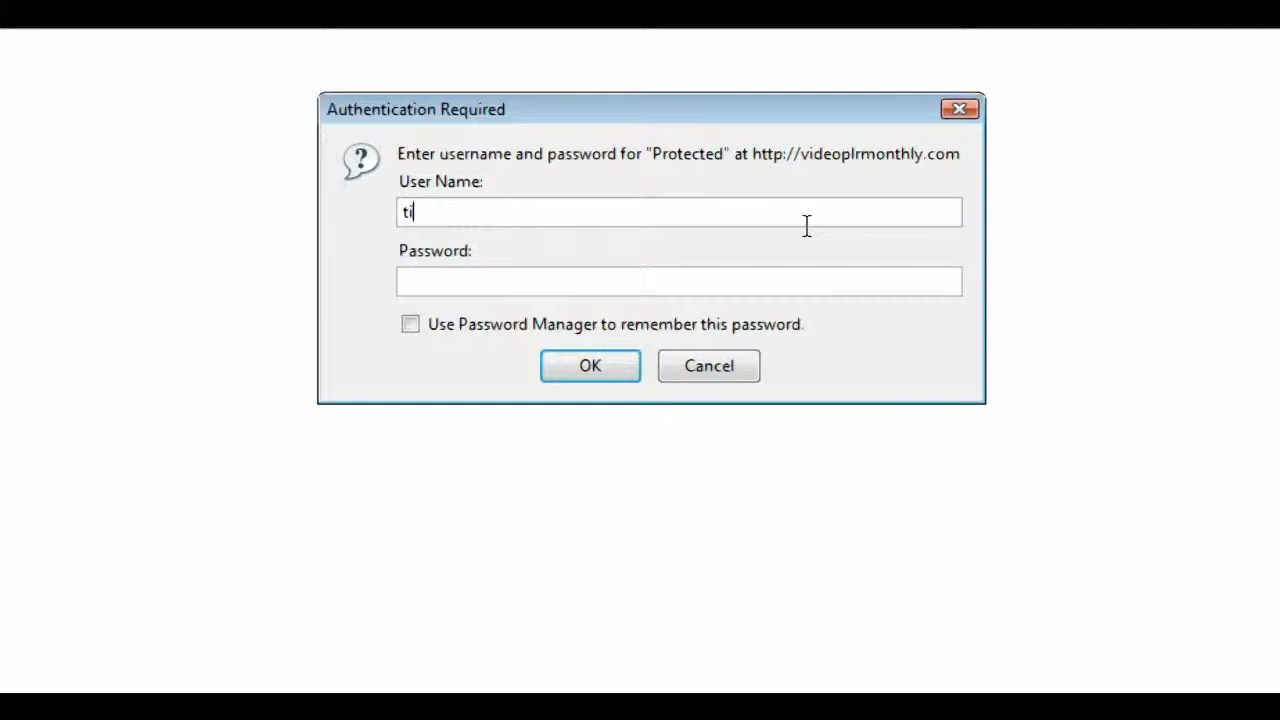 Authentication Required
Enter username and password for "Protected" at http://videoplrmonthly.com
User Name:
ti
Password:
Use Password Manager to remember this password.
OK Cancel